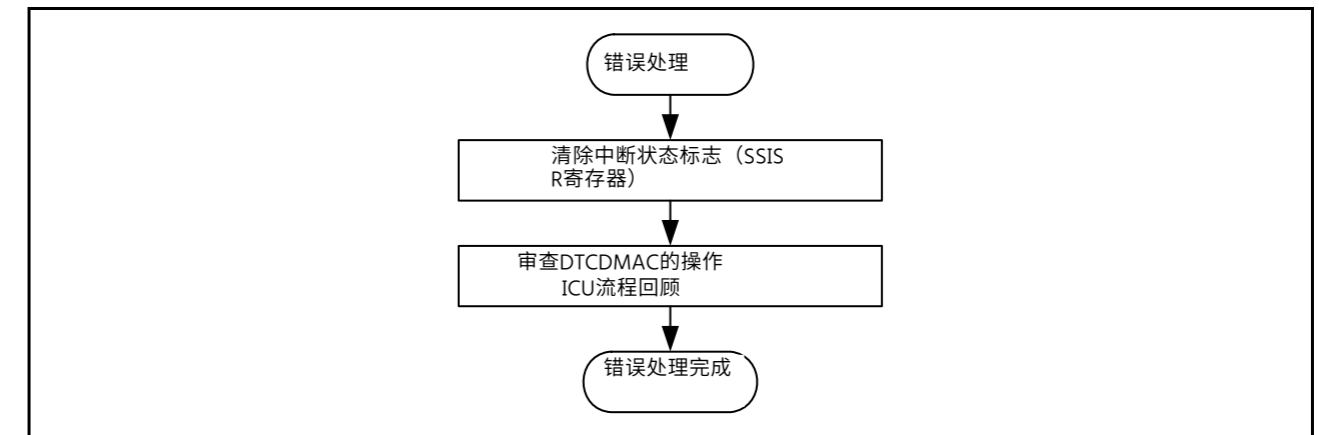 错误处理
清除中断状态标志（SSIS
R寄存器）
审查DTCDMAC的操作
ICU流程回顾
错误处理完成